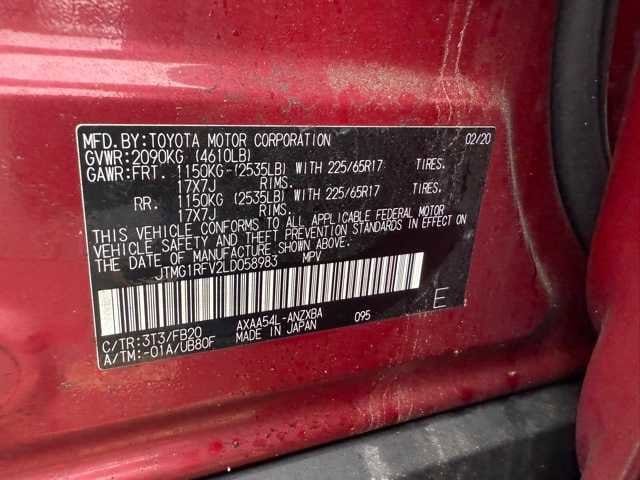 MFD.BY:TOYOTA MOTOR CORPORATION 02/20
GVWR:2090KG (4610LB)
GAWR:FRT. 1150KG-(2535LB) WITH 225/65R17 TIRES.
17X7J RIMS.
RR. 1150KG (2535LB) WITH 225/65R17 TIRES.
17X7J RIMS.
THIS VEHICLE CONFORMS TO ALL APPLICABLE FEDERAL MOTOR
VEHICLE SAFETY AND THEFT PREVENTION STANDARDS IN EFFECT ON
THE DATE OF MANUFACTURE SHOWN ABOVE.
JTMG1RFV2LD058983 MPV
C/TR:3T3/FB20 AXAA54L-ANZXBA 095 E
A/TM:-01A/UB80F MADE IN JAPAN